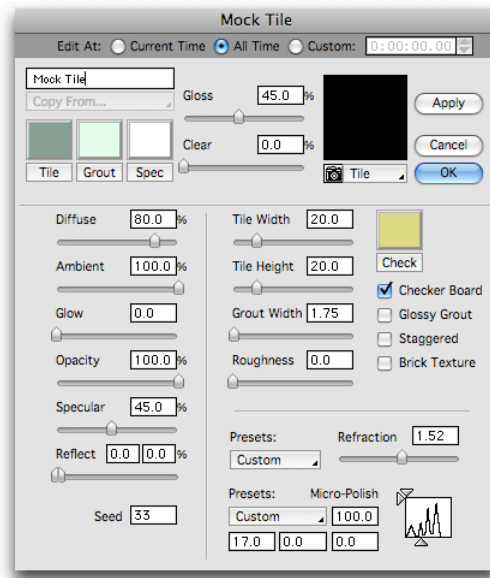 Mock Tile
Edit At: Current Time All Time Custom: 0:00:00.00
Mock Tile
Copy From...
Gloss 45.0 %
Clear 0.0 %
Apply
Cancel
OK
Tile Grout Spec
Tile
Diffuse 80.0 %
Ambient 100.0 %
Glow 0.0
Opacity 100.0 %
Specular 45.0 %
Reflect 0.0 0.0 %
Seed 33
Tile Width 20.0
Tile Height 20.0
Grout Width 1.75
Roughness 0.0
Check
Checker Board
Glossy Grout
Staggered
Brick Texture
Presets: Refraction 1.52
Custom
Presets: Micro-Polish
Custom 100.0
17.0 0.0 0.0